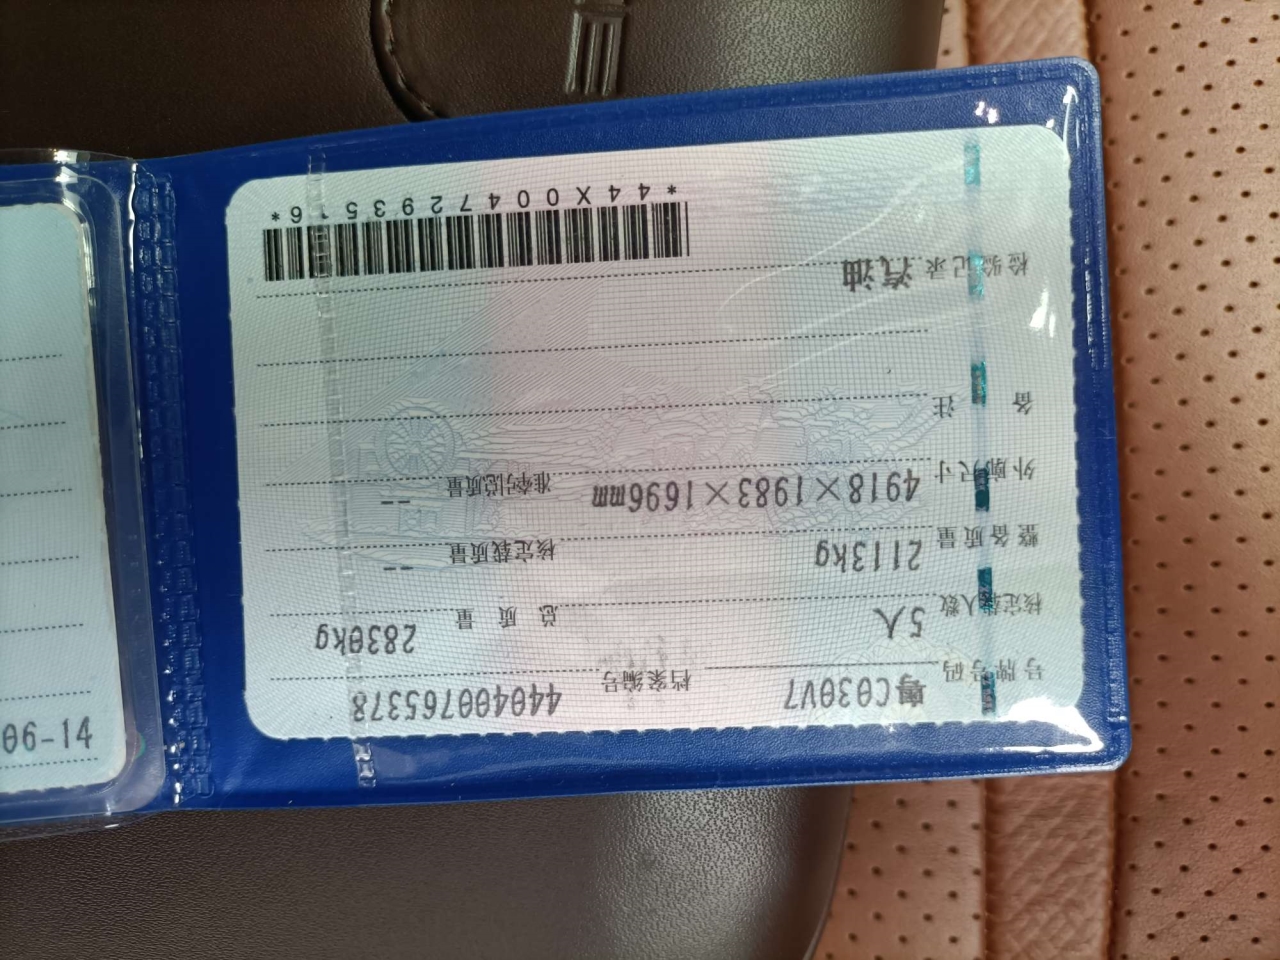 号牌号码 粤C030V7 档案编号 440400765378
核定载人数 5人 总质量 2830kg
整备质量 2113kg 核定载质量 --
外廓尺寸 4918×1983×1696mm 准牵引总质量 --
备注
检验记录 汽油
*44X0047293516*
06-14